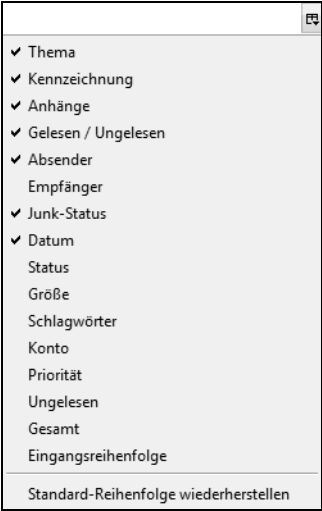 Thema
Kennzeichnung
Anhänge
Gelesen / Ungelesen
Absender
Empfänger
Junk-Status
Datum
Status
Größe
Schlagwörter
Konto
Priorität
Ungelesen
Gesamt
Eingangsreihenfolge
Standard-Reihenfolge wiederherstellen